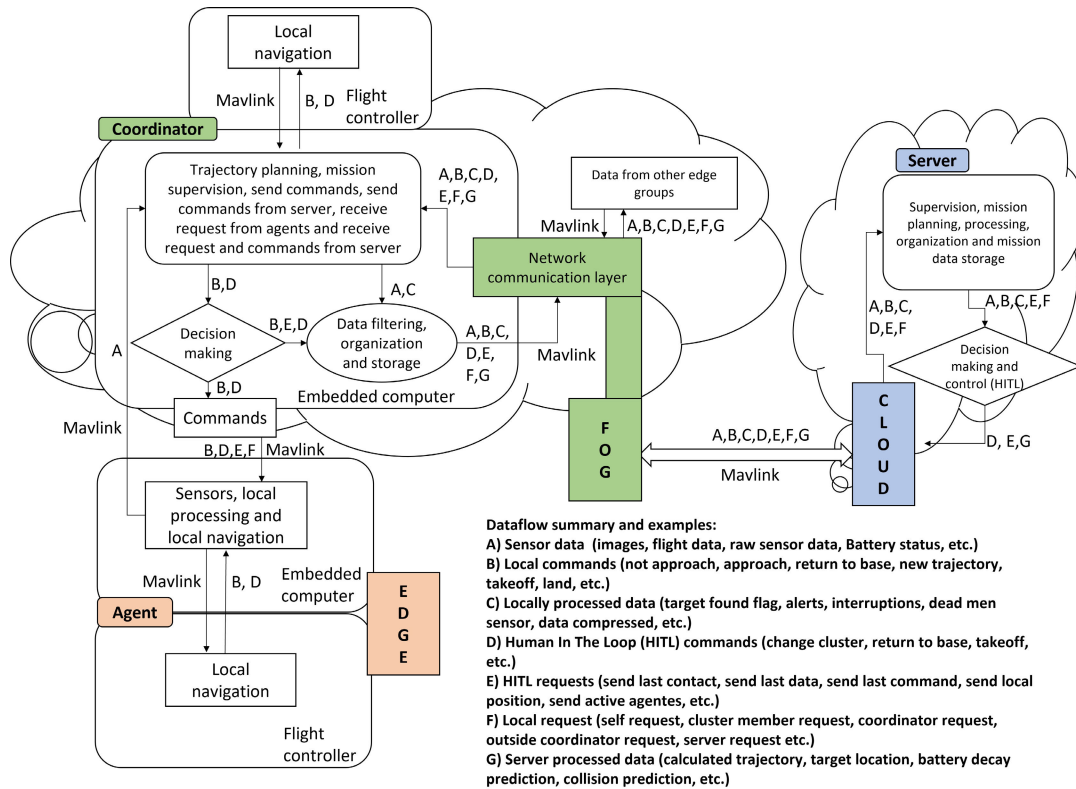 Local
navigation
Mavlink
B, D
Flight
controller
Coordinator
Trajectory planning, mission
supervision, send commands, send
commands from server, receive
request from agents and receive
request and commands from server
A,B,C,D,
E,F,G
Data from other edge
groups
Mavlink
A,B,C,D,E,F,G
Network
communication layer
B,D
A,C
Decision
making
B,E,D
Data filtering,
organization
and storage
A,B,C,
D,E,
F,G
Mavlink
A
B,D
Embedded computer
Commands
Mavlink
B,D,E,F
Mavlink
Sensors, local
processing and
local navigation
Mavlink
B, D
Embedded
computer
Agent
E
D
G
E
Local
navigation
Flight
controller
F
O
G
A,B,C,D,E,F,G
Mavlink
Server
Supervision, mission
planning, processing,
organization and mission
data storage
A,B,C,
D,E,F
A,B,C,E,F
Decision
making and
control (HITL)
C
L
O
U
D
D, E,G
Dataflow summary and examples:
A) Sensor data (images, flight data, raw sensor data, Battery status, etc.)
B) Local commands (not approach, approach, return to base, new trajectory,
takeoff, land, etc.)
C) Locally processed data (target found flag, alerts, interruptions, dead men
sensor, data compressed, etc.)
D) Human In The Loop (HITL) commands (change cluster, return to base, takeoff,
etc.)
E) HITL requests (send last contact, send last data, send last command, send local
position, send active agentes, etc.)
F) Local request (self request, cluster member request, coordinator request,
outside coordinator request, server request etc.)
G) Server processed data (calculated trajectory, target location, battery decay
prediction, collision prediction, etc.)